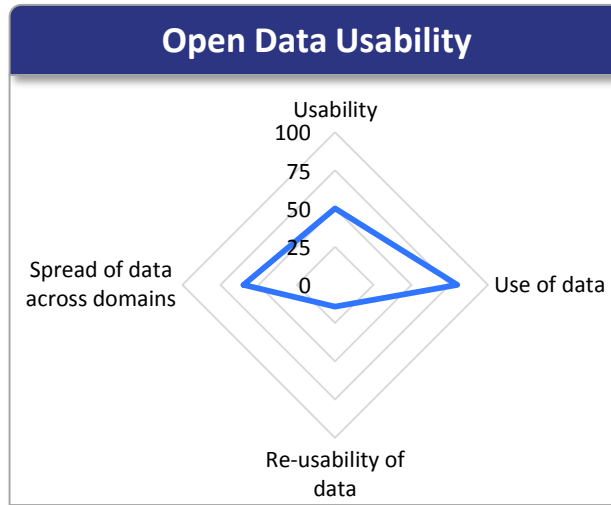 Open Data Usability
Usability
100
75
50
25
0
Spread of data
across domains
Use of data
Re-usability of
data